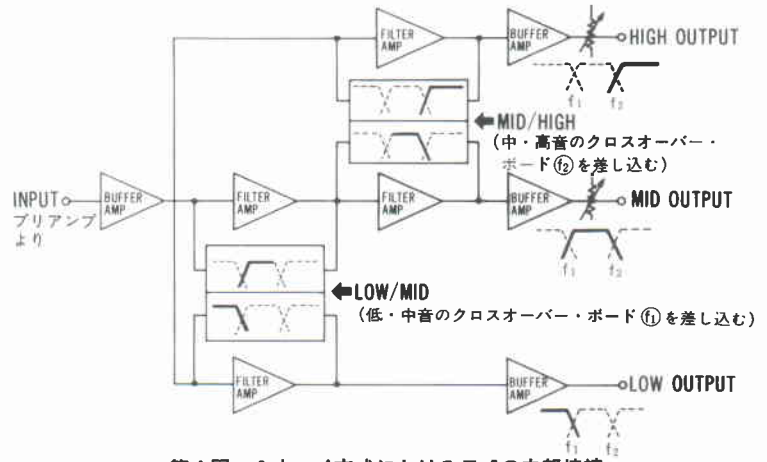 FILTER
AMP
BUFFER
AMP
HIGH OUTPUT
f1
f2
MID/HIGH
(中・高音のクロスオーバー・
ボードf2を差し込む)
INPUT
プリアンプ
より
BUFFER
AMP
FILTER
AMP
FILTER
AMP
BUFFER
AMP
MID OUTPUT
f1
f2
LOW/MID
(低・中音のクロスオーバー・ボードf1を差し込む)
FILTER
AMP
BUFFER
AMP
LOW OUTPUT
f1
f2